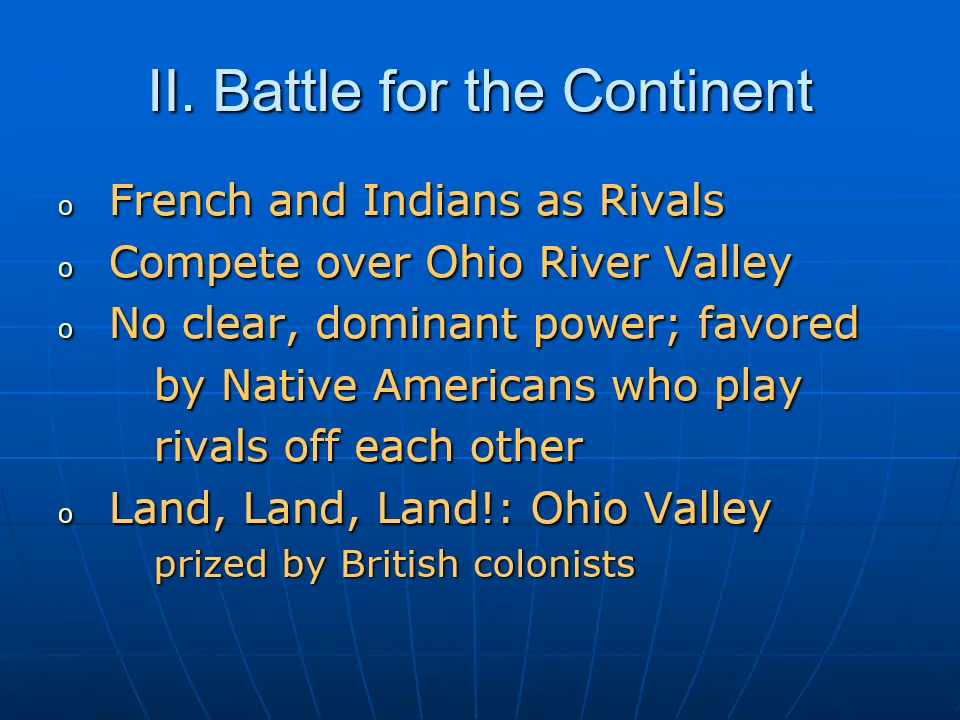 II. Battle for the Continent
o French and Indians as Rivals
o Compete over Ohio River Valley
o No clear, dominant power; favored
by Native Americans who play
rivals off each other
o Land, Land, Land!: Ohio Valley
prized by British colonists